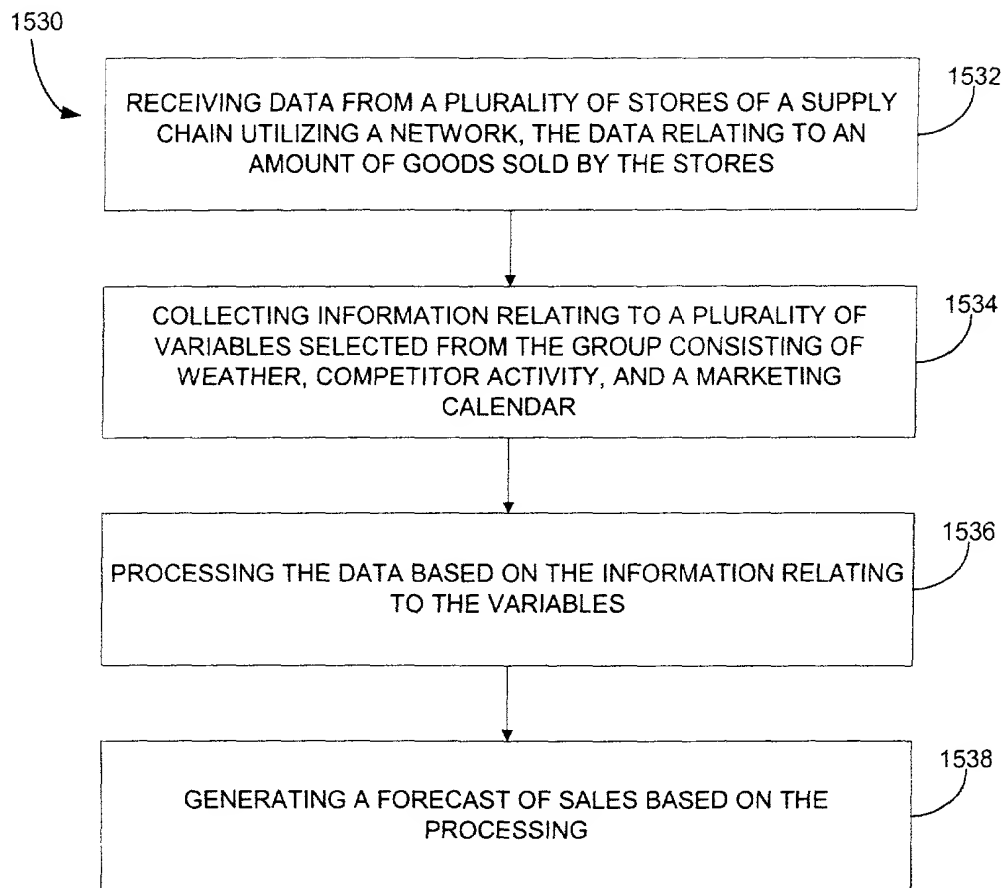 1530
1532
RECEIVING DATA FROM A PLURALITY OF STORES OF A SUPPLY
CHAIN UTILIZING A NETWORK, THE DATA RELATING TO AN
AMOUNT OF GOODS SOLD BY THE STORES
1534
COLLECTING INFORMATION RELATING TO A PLURALITY OF
VARIABLES SELECTED FROM THE GROUP CONSISTING OF
WEATHER, COMPETITOR ACTIVITY, AND A MARKETING
CALENDAR
1536
PROCESSING THE DATA BASED ON THE INFORMATION RELATING
TO THE VARIABLES
1538
GENERATING A FORECAST OF SALES BASED ON THE
PROCESSING